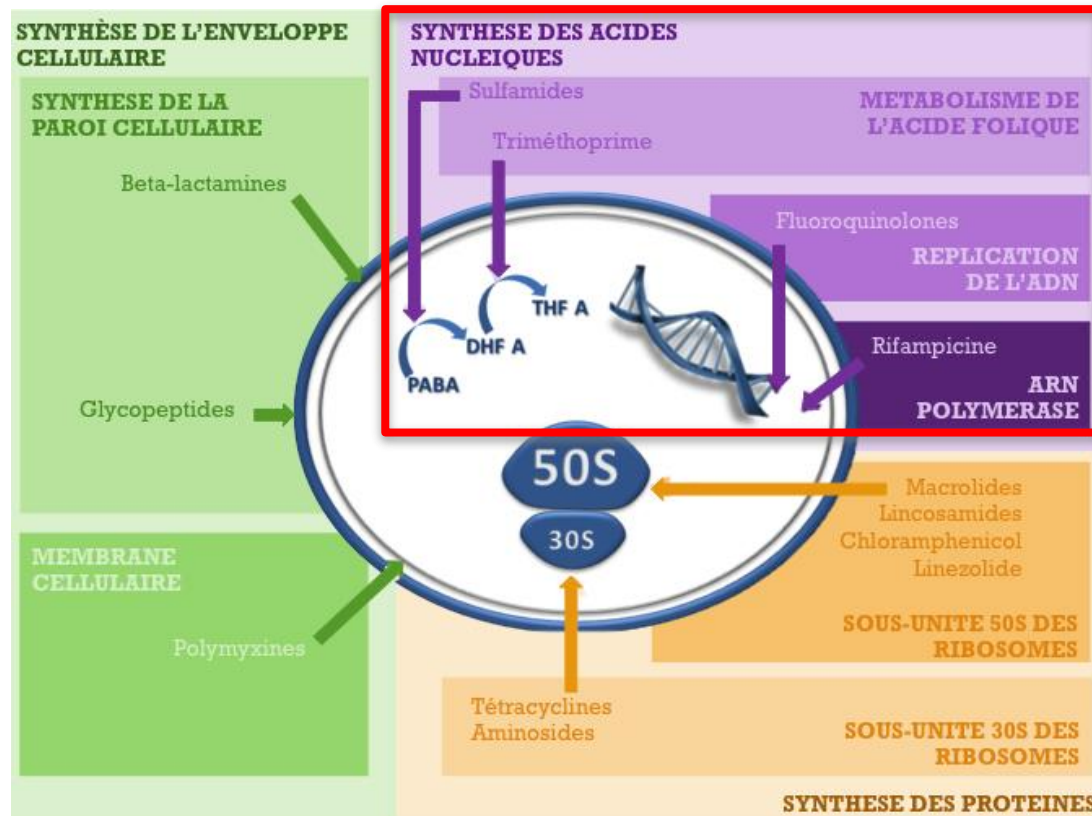 SYNTHÈSE DE L'ENVELOPPE
CELLULAIRE
SYNTHESE DE LA
PAROI CELLULAIRE
Beta-lactamines
Glycopeptides
MEMBRANE
CELLULAIRE
Polymyxines
SYNTHESE DES ACIDES
NUCLEIQUES
Sulfamides
METABOLISME DE
L'ACIDE FOLIQUE
Triméthoprime
Fluoroquinolones
REPLICATION
DE L'ADN
THF A
DHF A
PABA
Rifampicine
ARN
POLYMERASE
50S
30S
Macrolides
Lincosamides
Chloramphenicol
Linezolide
SOUS-UNITE 50S DES
RIBOSOMES
Tétracyclines
Aminosides
SOUS-UNITE 30S DES
RIBOSOMES
SYNTHESE DES PROTEINES